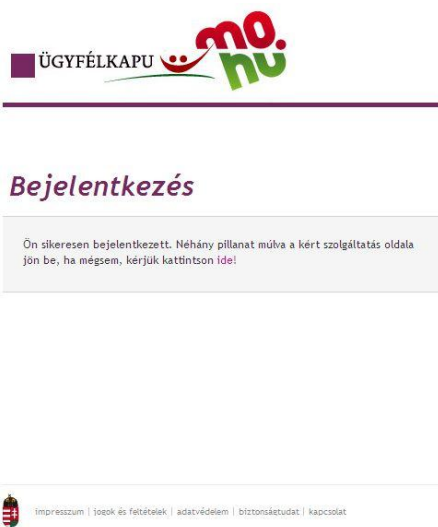 ÜGYFÉLKAPU mo.hu
Bejelentkezés
Ön sikeresen bejelentkezett. Néhány pillanat múlva a kért szolgáltatás oldala
jön be, ha mégsem, kérjük kattintson ide!
impresszum | jogok és feltételek | adatvédelem | biztonságtudat | kapcsolat